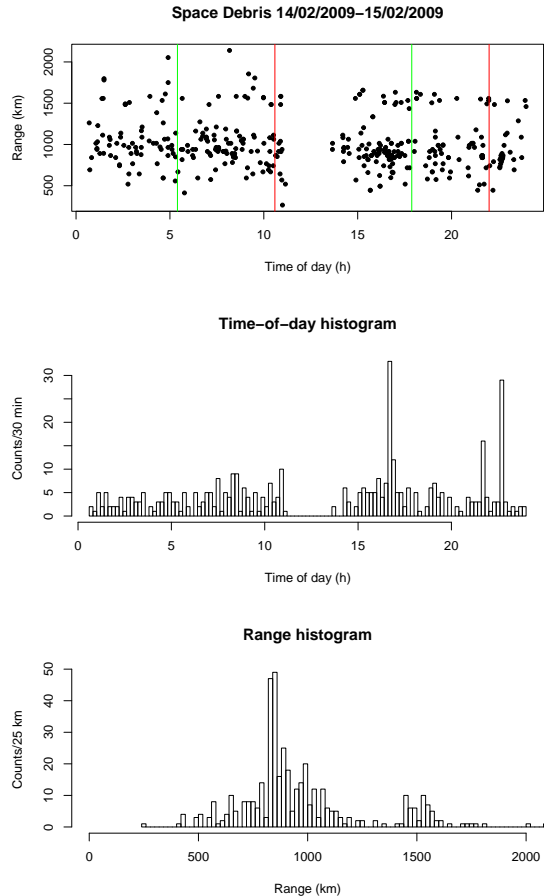 Space Debris 14/02/2009−15/02/2009
Range (km)
2000
1500
1000
500
0 5 10 15 20
Time of day (h)
Time−of−day histogram
Counts/30 min
30
20
10
5
0
0 5 10 15 20
Time of day (h)
Range histogram
Counts/25 km
50
40
30
20
10
0
0 500 1000 1500 2000
Range (km)